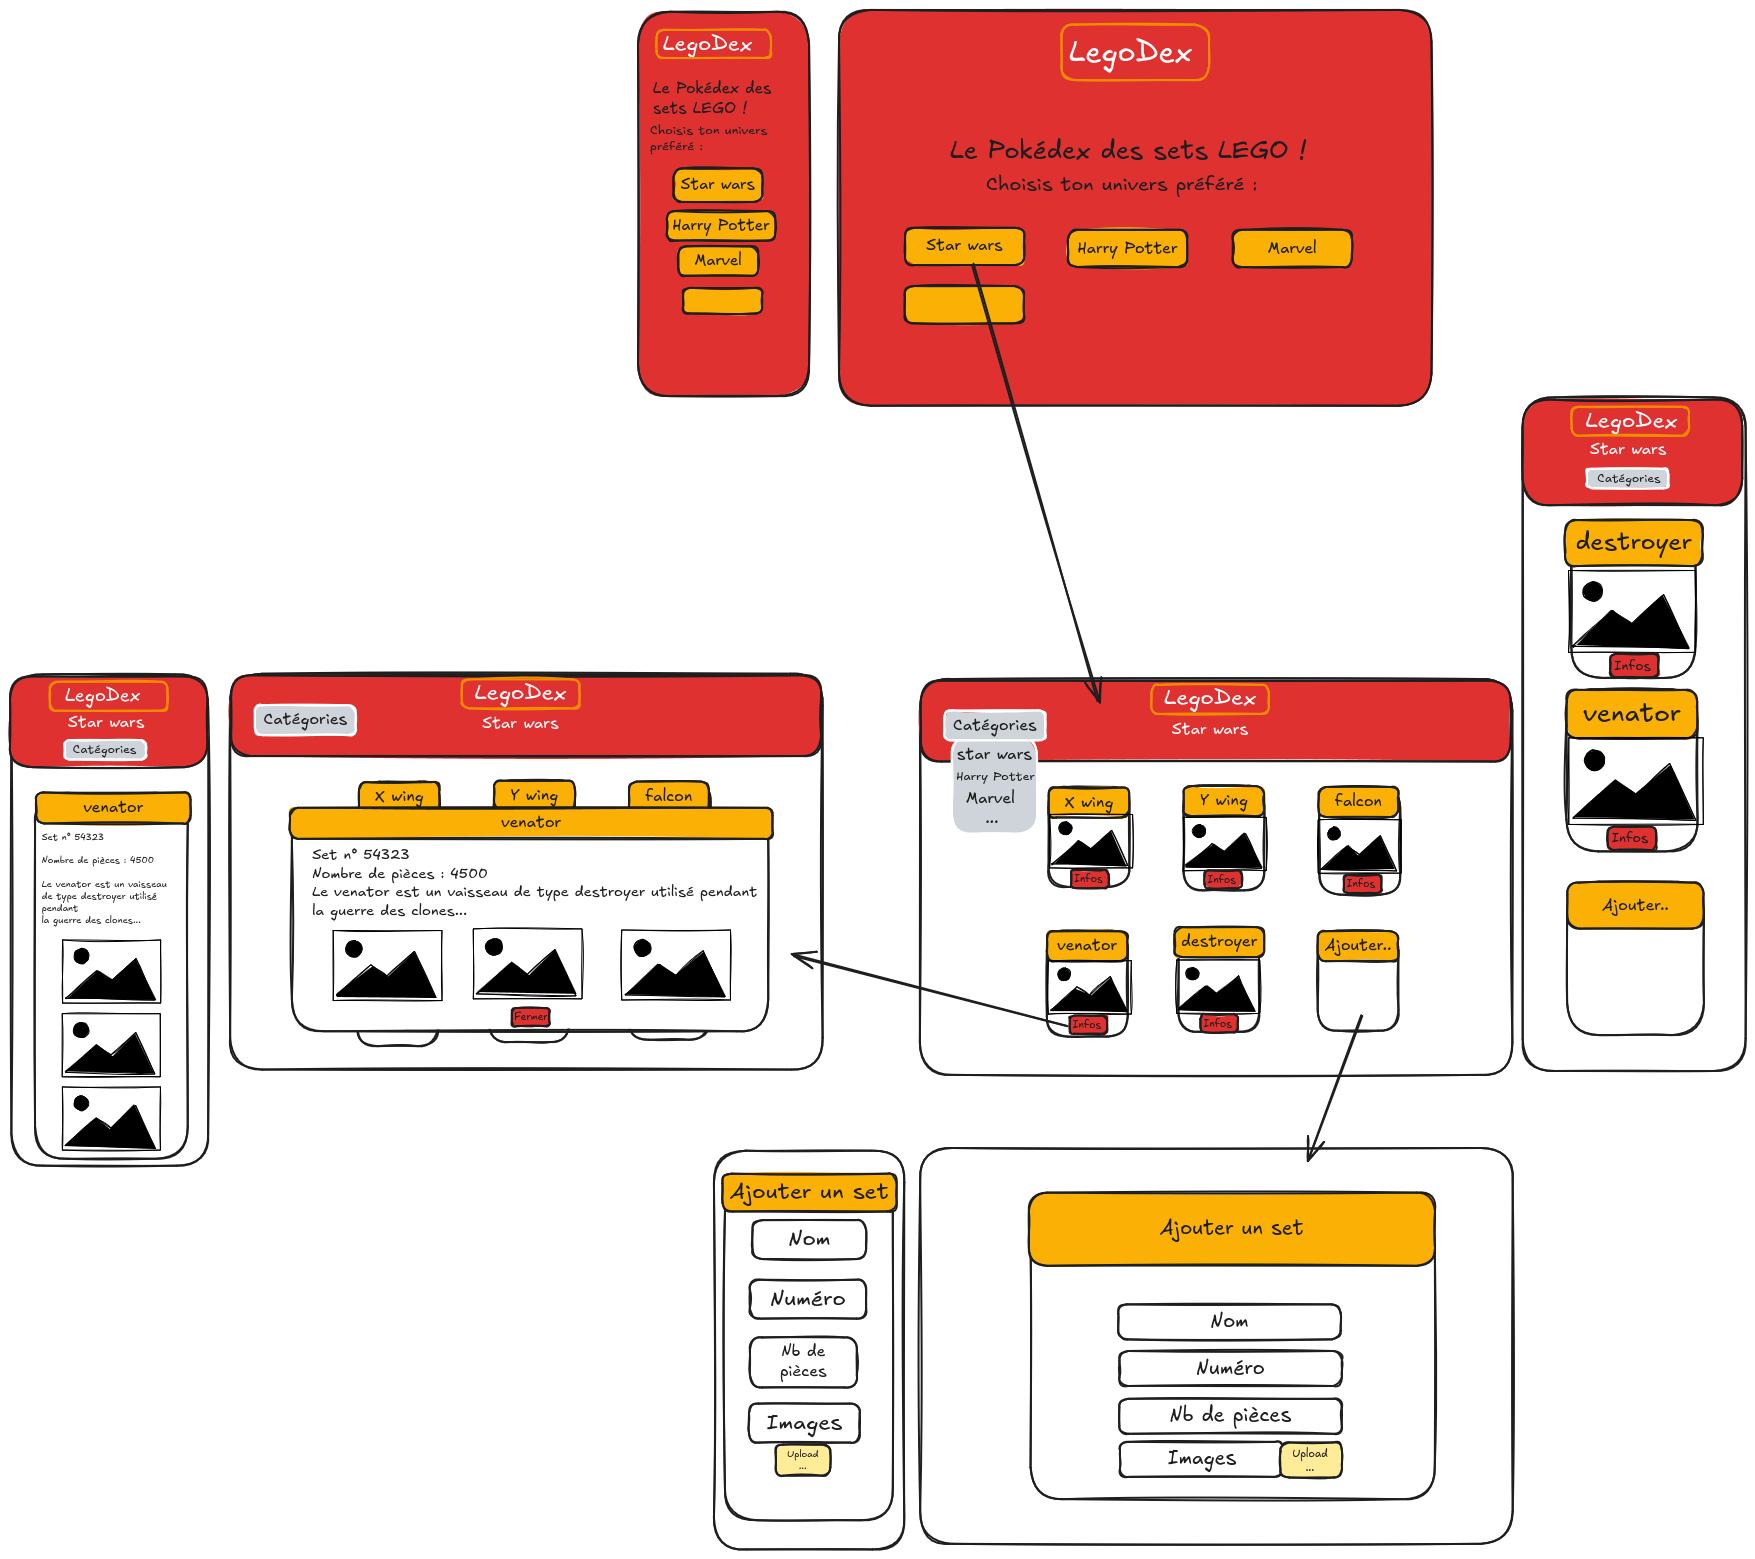 LegoDex
Le Pokédex des
sets LEGO !
Choisis ton univers
préféré :
Star wars
Harry Potter
Marvel
LegoDex
Le Pokédex des sets LEGO !
Choisis ton univers préféré :
Star wars
Harry Potter
Marvel
LegoDex
Star wars
Catégories
destroyer
Infos
venator
Infos
Ajouter..
LegoDex
Star wars
Catégories
venator
Set n° 54323
Nombre de pièces : 4500
Le venator est un vaisseau
de type destroyer utilisé
pendant
la guerre des clones...
LegoDex
Catégories
Star wars
X wing
Y wing
falcon
venator
Set n° 54323
Nombre de pièces : 4500
Le venator est un vaisseau de type destroyer utilisé pendant
la guerre des clones...
Fermer
LegoDex
Catégories
Star wars
star wars
Harry Potter
Marvel
...
X wing
Y wing
falcon
Infos
Infos
Infos
venator
destroyer
Ajouter..
Infos
Infos
Ajouter un set
Nom
Numéro
Nb de
pièces
Images
Upload
...
Ajouter un set
Nom
Numéro
Nb de pièces
Images
Upload
...